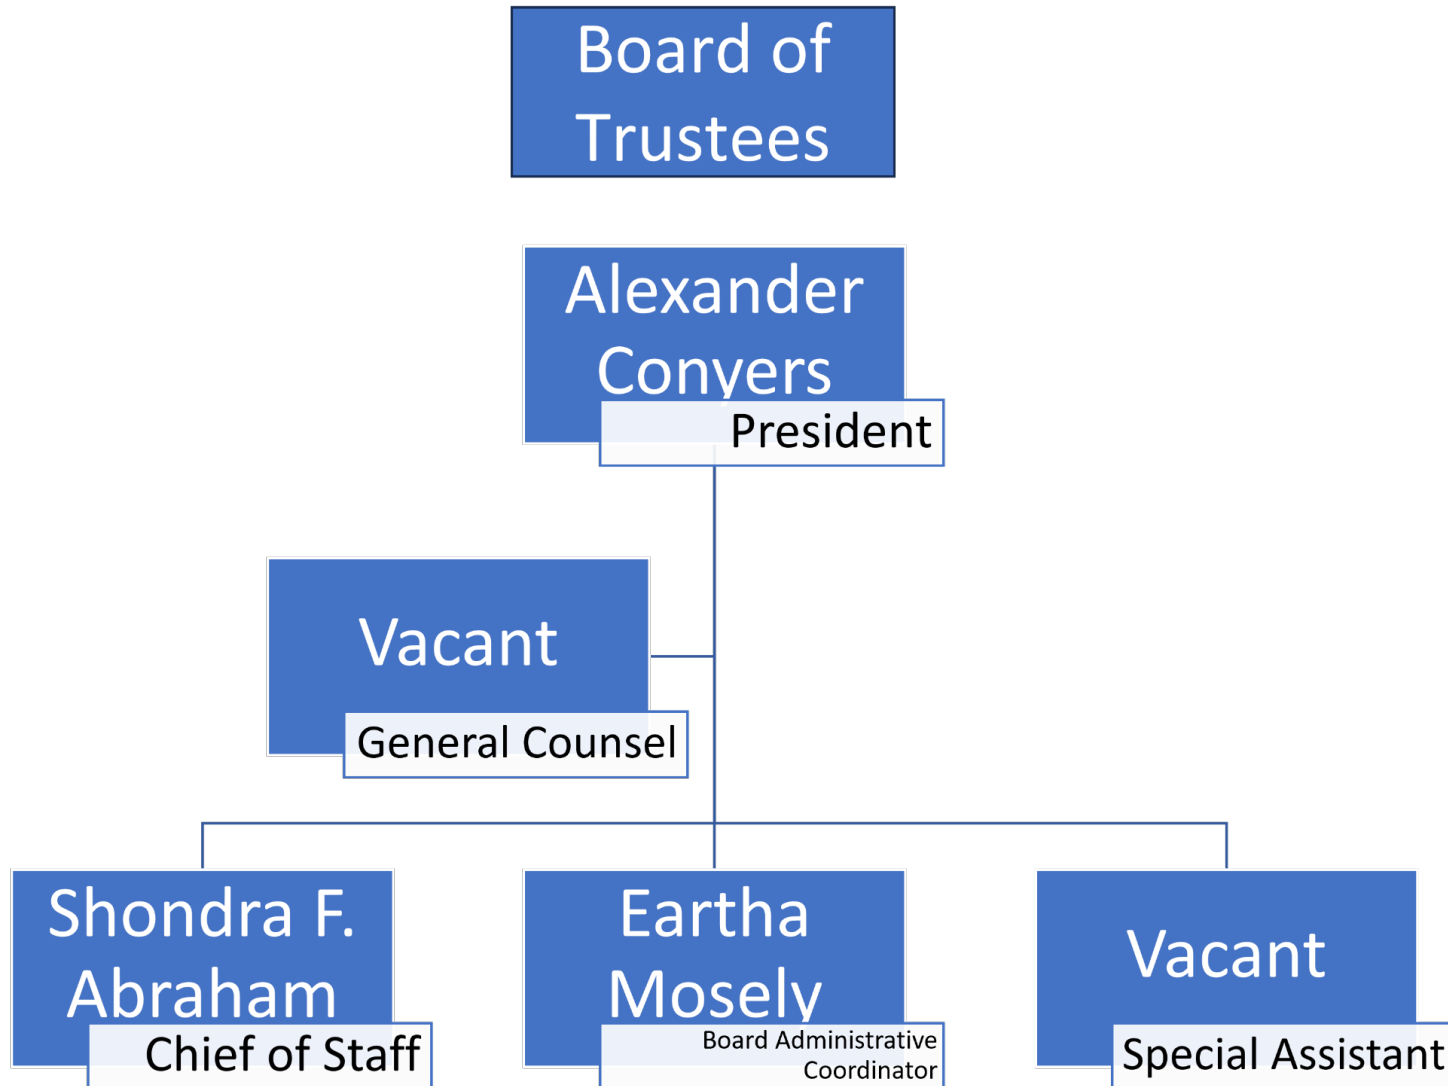 Board of
Trustees
Alexander
Conyers
President
Vacant
General Counsel
Shondra F.
Abraham
Chief of Staff
Eartha
Mosely
Board Administrative
Coordinator
Vacant
Special Assistant